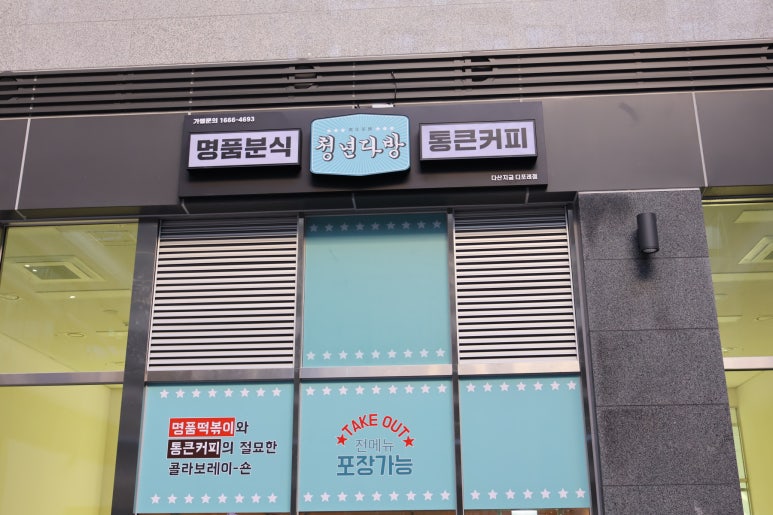 가맹문의 1666-4693
명품분식
청년다방
통큰커피
다산지금 디포레점
명품떡볶이와
통큰커피의 절묘한
콜라보레이-숀
TAKE OUT
전메뉴
포장가능